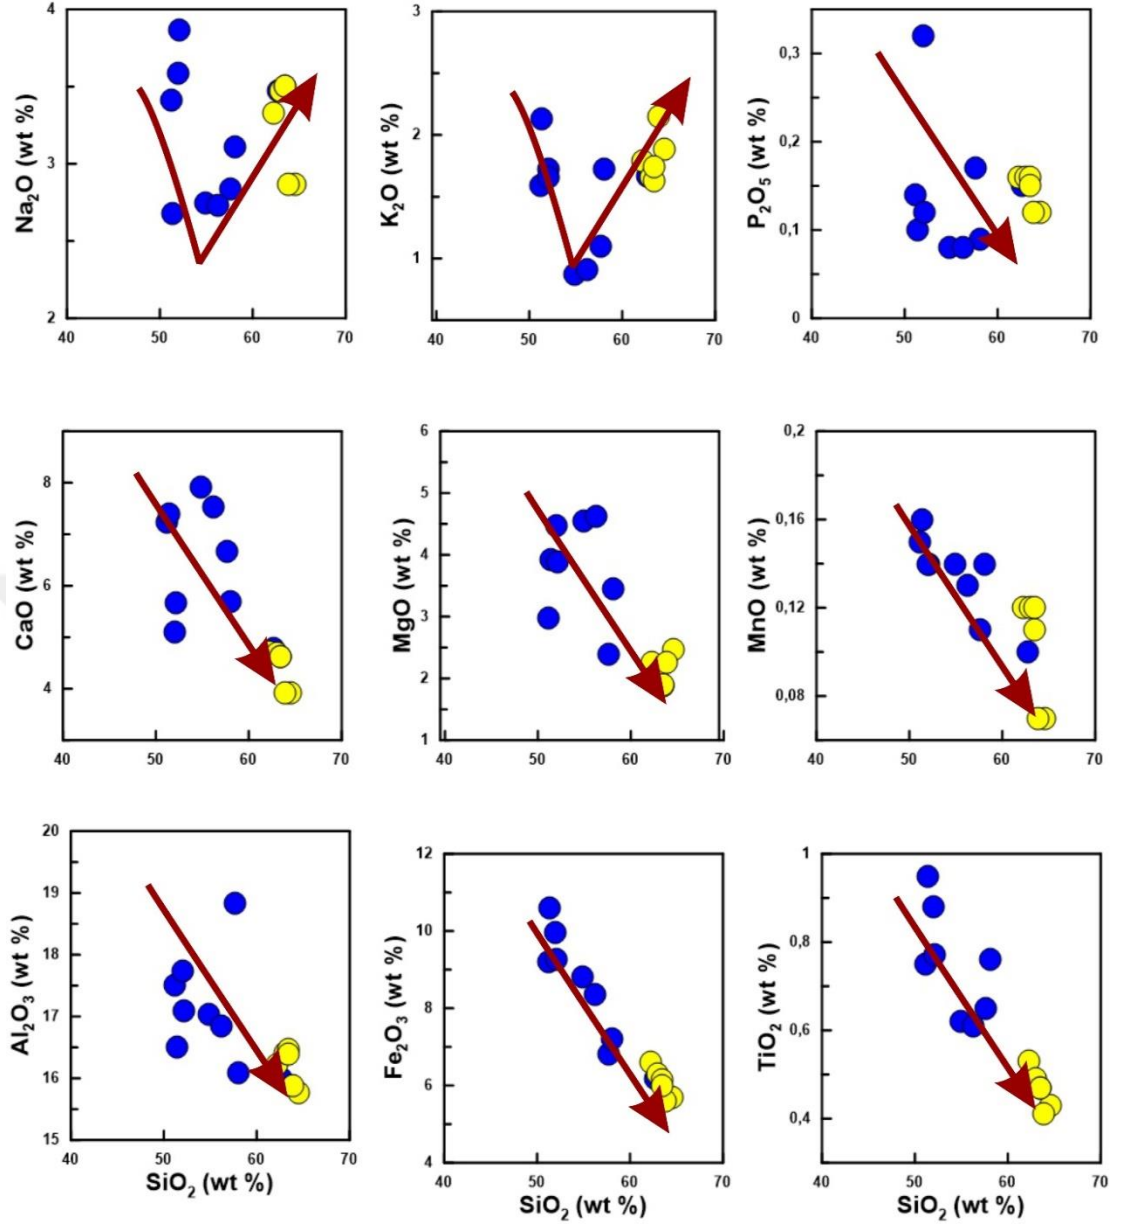 4
3
2
Na₂O (wt %)
40 50 60 70
3
2
1
K₂O (wt %)
40 50 60 70
0,3
0,2
0,1
0
P₂O₅ (wt %)
40 50 60 70
8
6
4
CaO (wt %)
40 50 60 70
6
5
4
3
2
1
MgO (wt %)
40 50 60 70
0,2
0,16
0,12
0,08
MnO (wt %)
40 50 60 70
20
19
18
17
16
15
Al₂O₃ (wt %)
40 50 60 70
SiO₂ (wt %)
12
10
8
6
4
Fe₂O₃ (wt %)
40 50 60 70
SiO₂ (wt %)
1
0,8
0,6
0,4
TiO₂ (wt %)
40 50 60 70
SiO₂ (wt %)